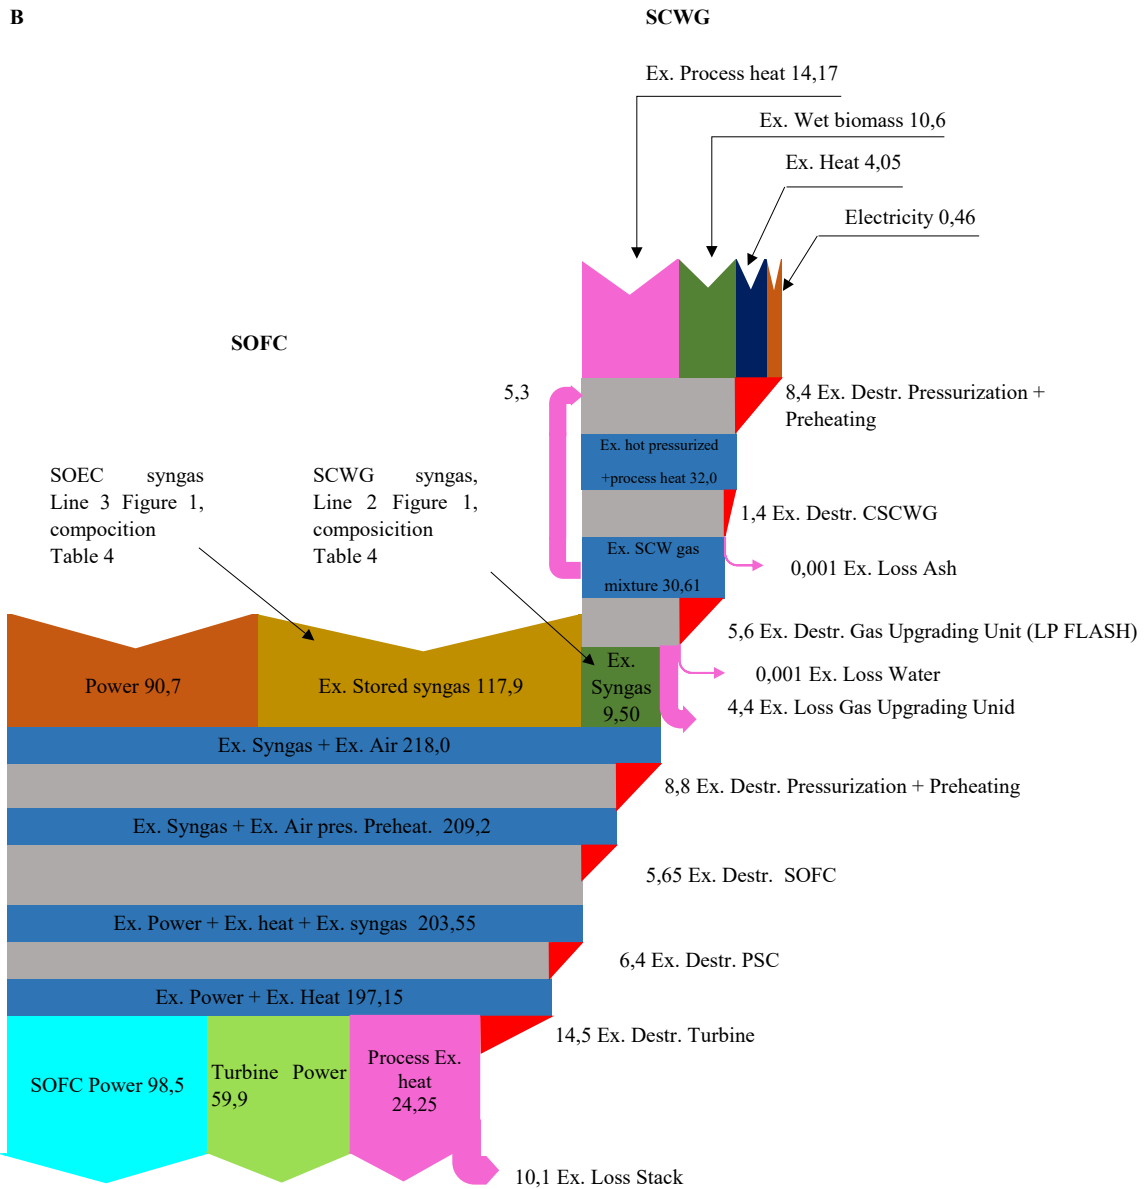 B
SCWG
Ex. Process heat 14,17
Ex. Wet biomass 10,6
Ex. Heat 4,05
Electricity 0,46
SOFC
5,3
8,4 Ex. Destr. Pressurization +
Preheating
Ex. hot pressurized
+process heat 32,0
SOEC syngas
Line 3 Figure 1,
compocition
Table 4
SCWG syngas,
Line 2 Figure 1,
composicition
Table 4
1,4 Ex. Destr. CSCWG
Ex. SCW gas
mixture 30,61
0,001 Ex. Loss Ash
5,6 Ex. Destr. Gas Upgrading Unit (LP FLASH)
0,001 Ex. Loss Water
4,4 Ex. Loss Gas Upgrading Unid
Power 90,7
Ex. Stored syngas 117,9
Ex.
Syngas
9,50
Ex. Syngas + Ex. Air 218,0
8,8 Ex. Destr. Pressurization + Preheating
Ex. Syngas + Ex. Air pres. Preheat. 209,2
5,65 Ex. Destr. SOFC
Ex. Power + Ex. heat + Ex. syngas 203,55
6,4 Ex. Destr. PSC
Ex. Power + Ex. Heat 197,15
14,5 Ex. Destr. Turbine
SOFC Power 98,5
Turbine Power
59,9
Process Ex.
heat
24,25
10,1 Ex. Loss Stack